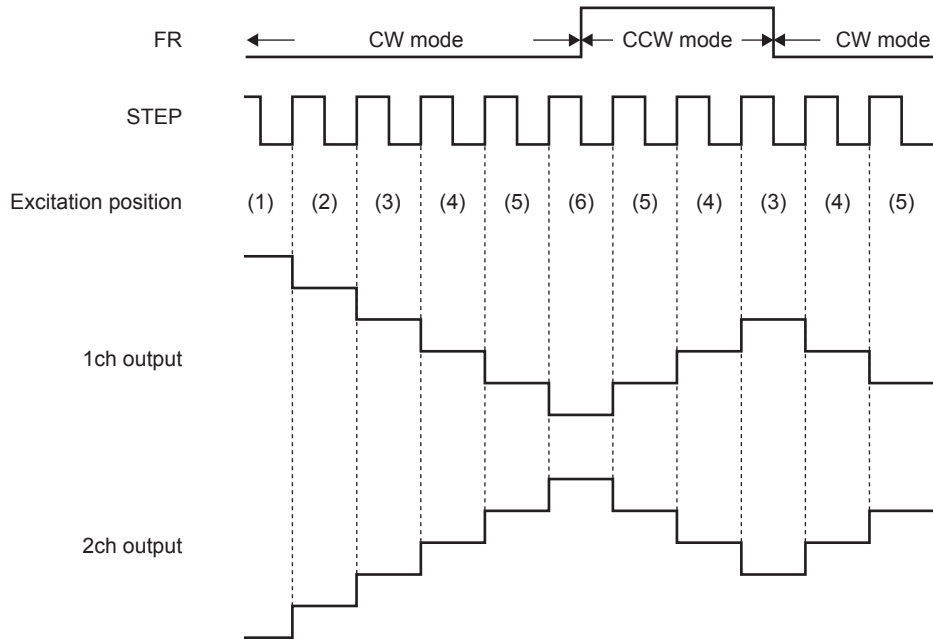 FR
CW mode
CCW mode
CW mode
STEP
Excitation position
(1) (2) (3) (4) (5) (6) (5) (4) (3) (4) (5)
1ch output
2ch output